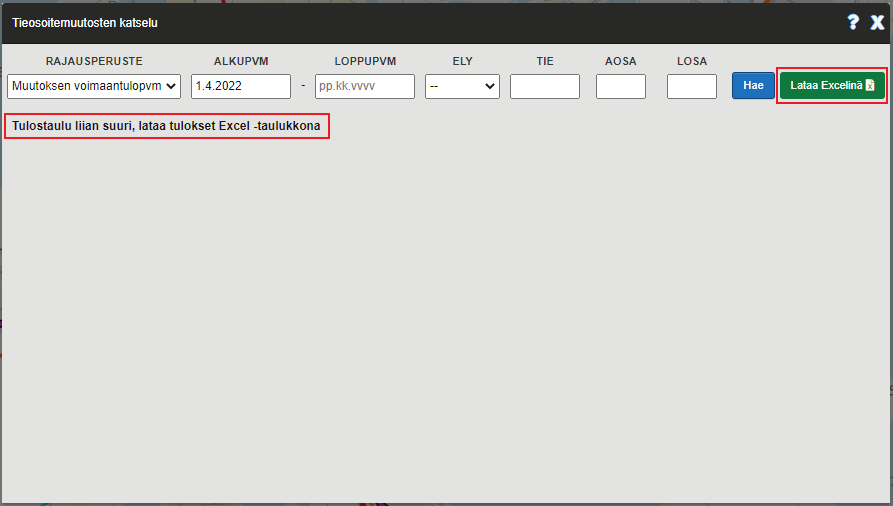 Tieosoitemuutosten katselu ? X
RAJAUSPERUSTE ALKUPVM LOPPUPVM ELY TIE AOSA LOSA
Muutoksen voimaantulopvm 1.4.2022 - pp.kk.vvvv -- Hae Lataa Excelinä
Tulostaulu liian suuri, lataa tulokset Excel -taulukkona